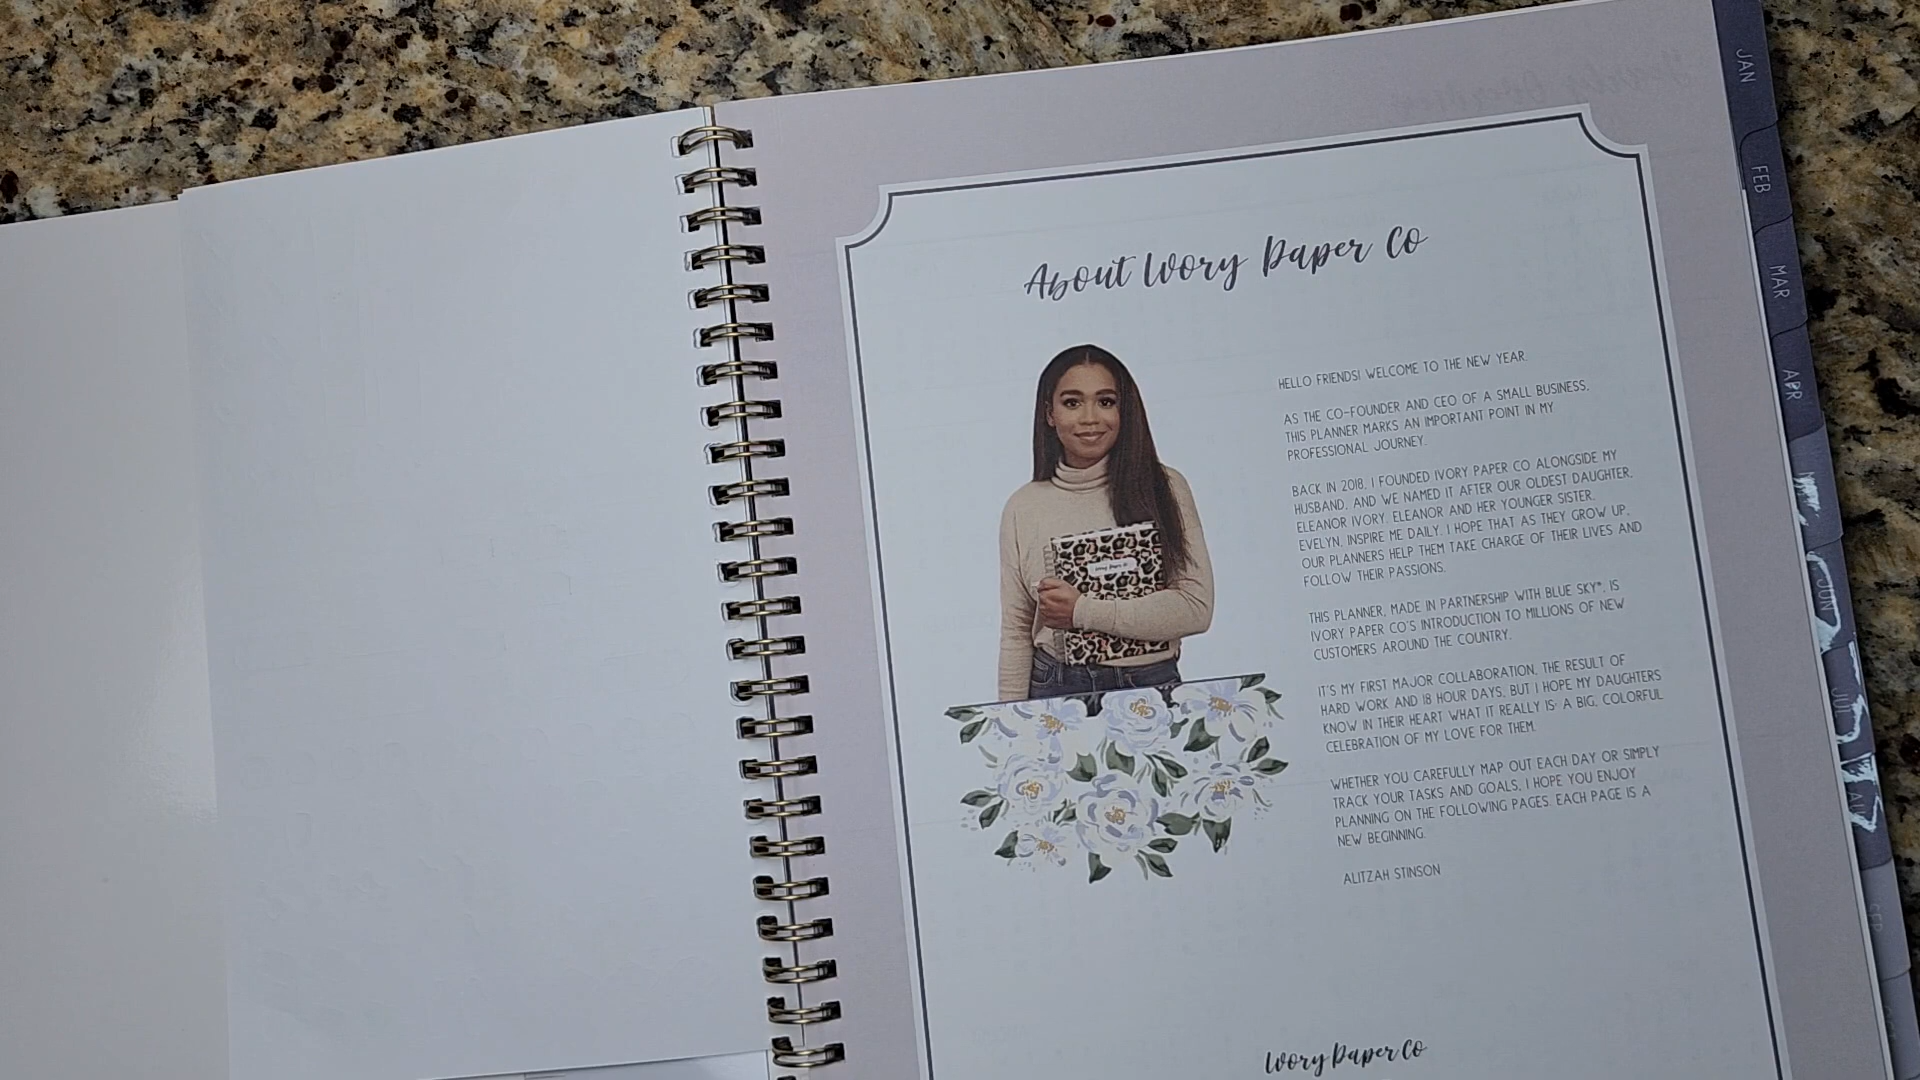 About Ivory Paper Co
HELLO FRIENDS! WELCOME TO THE NEW YEAR.
AS THE CO-FOUNDER AND CEO OF A SMALL BUSINESS,
THIS PLANNER MARKS AN IMPORTANT POINT IN MY
PROFESSIONAL JOURNEY.
BACK IN 2018, I FOUNDED IVORY PAPER CO ALONGSIDE MY
HUSBAND, AND WE NAMED IT AFTER OUR OLDEST DAUGHTER,
ELEANOR IVORY. ELEANOR AND HER YOUNGER SISTER,
EVELYN, INSPIRE ME DAILY. I HOPE THAT AS THEY GROW UP,
OUR PLANNERS HELP THEM TAKE CHARGE OF THEIR LIVES AND
FOLLOW THEIR PASSIONS.
THIS PLANNER, MADE IN PARTNERSHIP WITH BLUE SKY®, IS
IVORY PAPER CO'S INTRODUCTION TO MILLIONS OF NEW
CUSTOMERS AROUND THE COUNTRY.
IT'S MY FIRST MAJOR COLLABORATION, THE RESULT OF
HARD WORK AND 18 HOUR DAYS, BUT I HOPE MY DAUGHTERS
KNOW IN THEIR HEART WHAT IT REALLY IS: A BIG, COLORFUL
CELEBRATION OF MY LOVE FOR THEM.
WHETHER YOU CAREFULLY MAP OUT EACH DAY OR SIMPLY
TRACK YOUR TASKS AND GOALS, I HOPE YOU ENJOY
PLANNING ON THE FOLLOWING PAGES. EACH PAGE IS A
NEW BEGINNING.
ALITZAH STINSON
Ivory Paper Co
Ivory Paper Co
JAN
FEB
MAR
APR
JUN
JUL
SEP